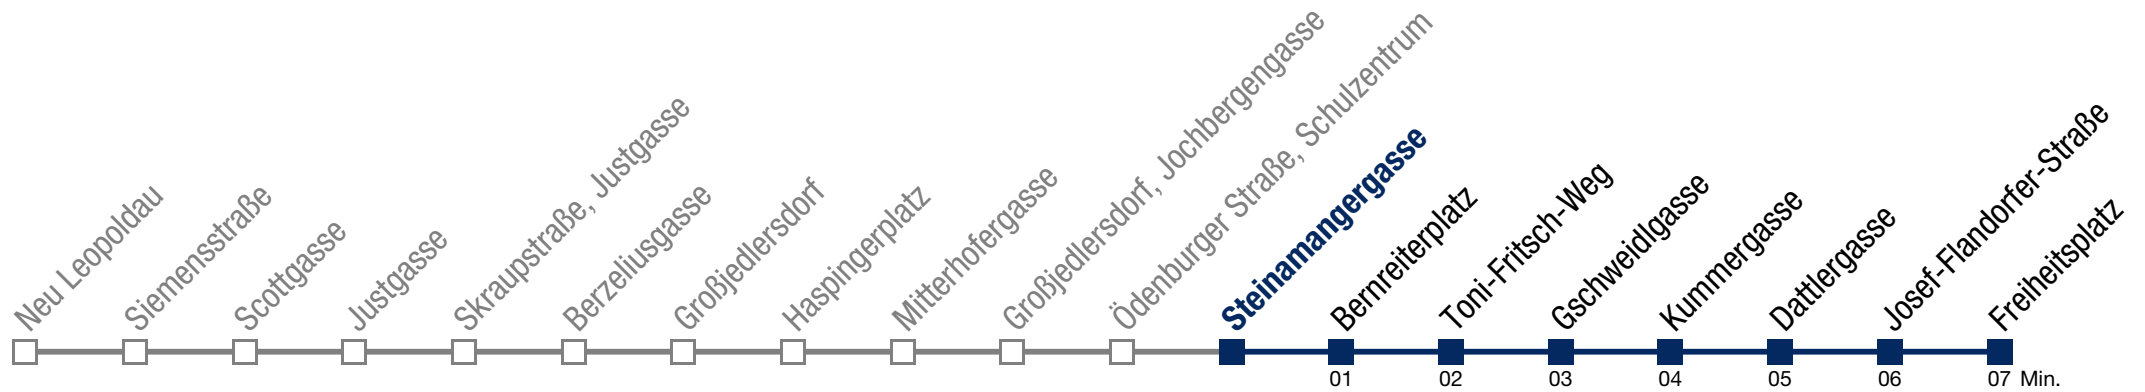 Neu Leopoldau
Siemensstraße
Scottgasse
Justgasse
Skraupstraße, Justgasse
Berzeliusgasse
Großjedlersdorf
Haspingerplatz
Mitterhofergasse
Großjedlersdorf, Jochbergengasse
Ödenburger Straße, Schulzentrum
Steinamangergasse
Bernreiterplatz
Toni-Fritsch-Weg
Gschweidlgasse
Kummergasse
Dattlergasse
Josef-Flandorfer-Straße
Freiheitsplatz
01 02 03 04 05 06 07 Min.